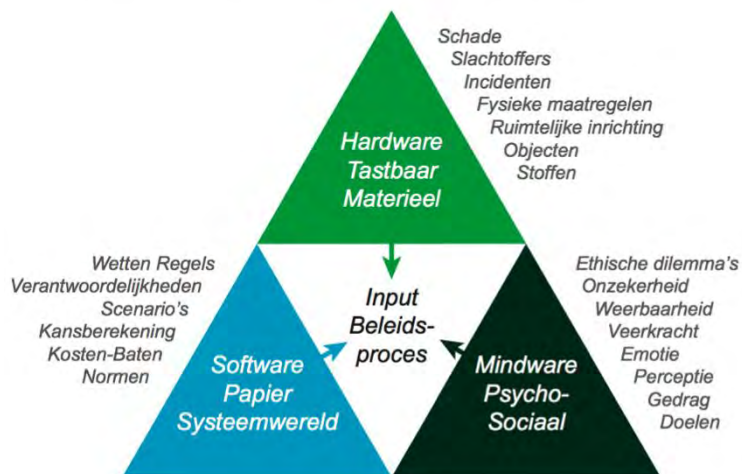 Schade
Slachtoffers
Incidenten
Fysieke maatregelen
Ruimtelijke inrichting
Objecten
Stoffen
Hardware
Tastbaar
Materieel
Wetten Regels
Verantwoordelijkheden
Scenario's
Kansberekening
Kosten-Baten
Normen
Software
Papier
Systeemwereld
Input
Beleids-
proces
Mindware
Psycho-
Sociaal
Ethische dilemma's
Onzekerheid
Weerbaarheid
Veerkracht
Emotie
Perceptie
Gedrag
Doelen